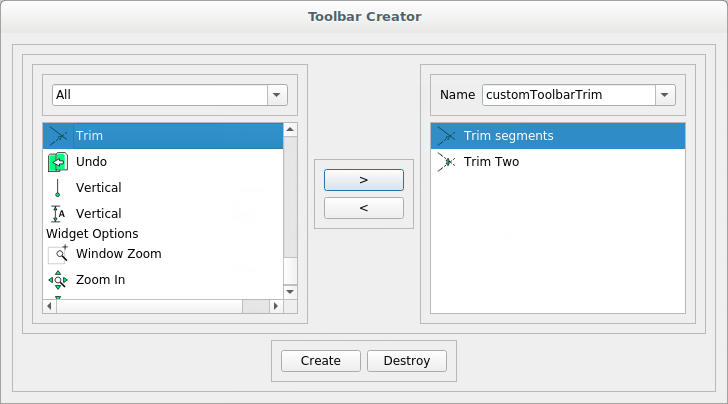 Toolbar Creator
All
Trim
Undo
Vertical
A Vertical
Widget Options
Window Zoom
Zoom In
>
<
Name customToolbarTrim
Trim segments
Trim Two
Create Destroy